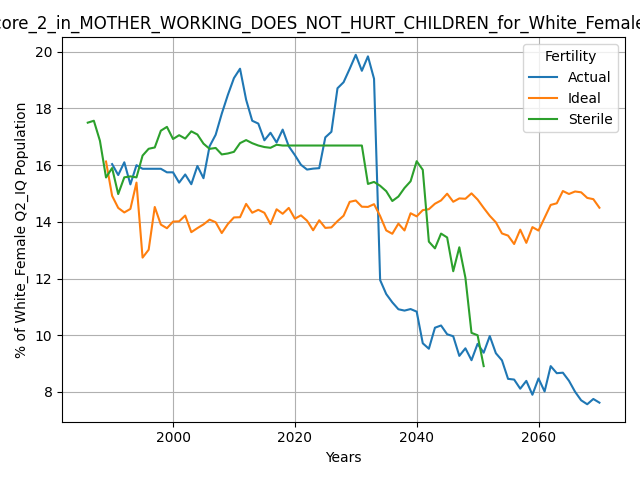 core_2_in_MOTHER_WORKING_DOES_NOT_HURT_CHILDREN_for_White_Female
Fertility
Actual
Ideal
Sterile
% of White_Female Q2_IQ Population
20
18
16
14
12
10
8
2000 2020 2040 2060
Years